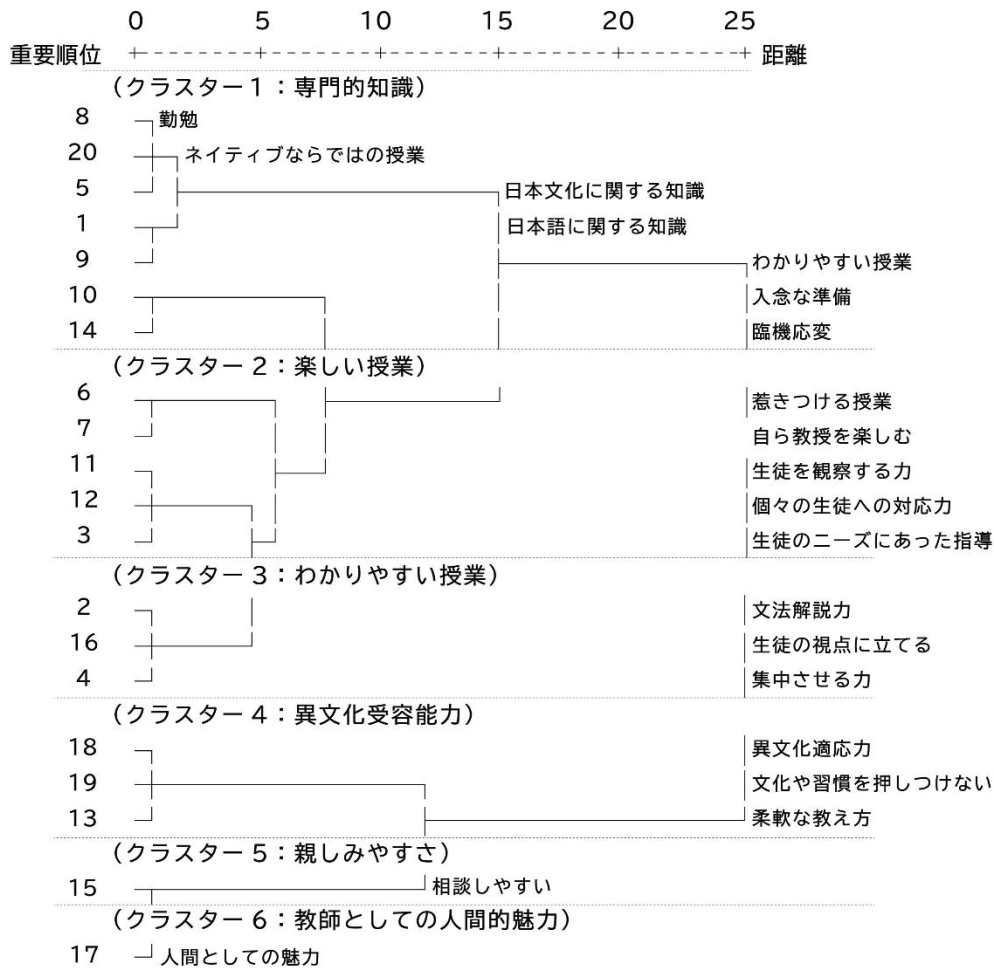 0 5 10 15 20 25
重要順位 距離
（クラスター1：専門的知識）
8 勤勉
20 ネイティブならではの授業
5 日本文化に関する知識
1 日本語に関する知識
9 わかりやすい授業
10 入念な準備
14 臨機応変
（クラスター2：楽しい授業）
6 惹きつける授業
7 自ら教授を楽しむ
11 生徒を観察する力
12 個々の生徒への対応力
3 生徒のニーズにあった指導
（クラスター3：わかりやすい授業）
2 文法解説力
16 生徒の視点に立てる
4 集中させる力
（クラスター4：異文化受容能力）
18 異文化適応力
19 文化や習慣を押しつけない
13 柔軟な教え方
（クラスター5：親しみやすさ）
15 相談しやすい
（クラスター6：教師としての人間的魅力）
17 人間としての魅力